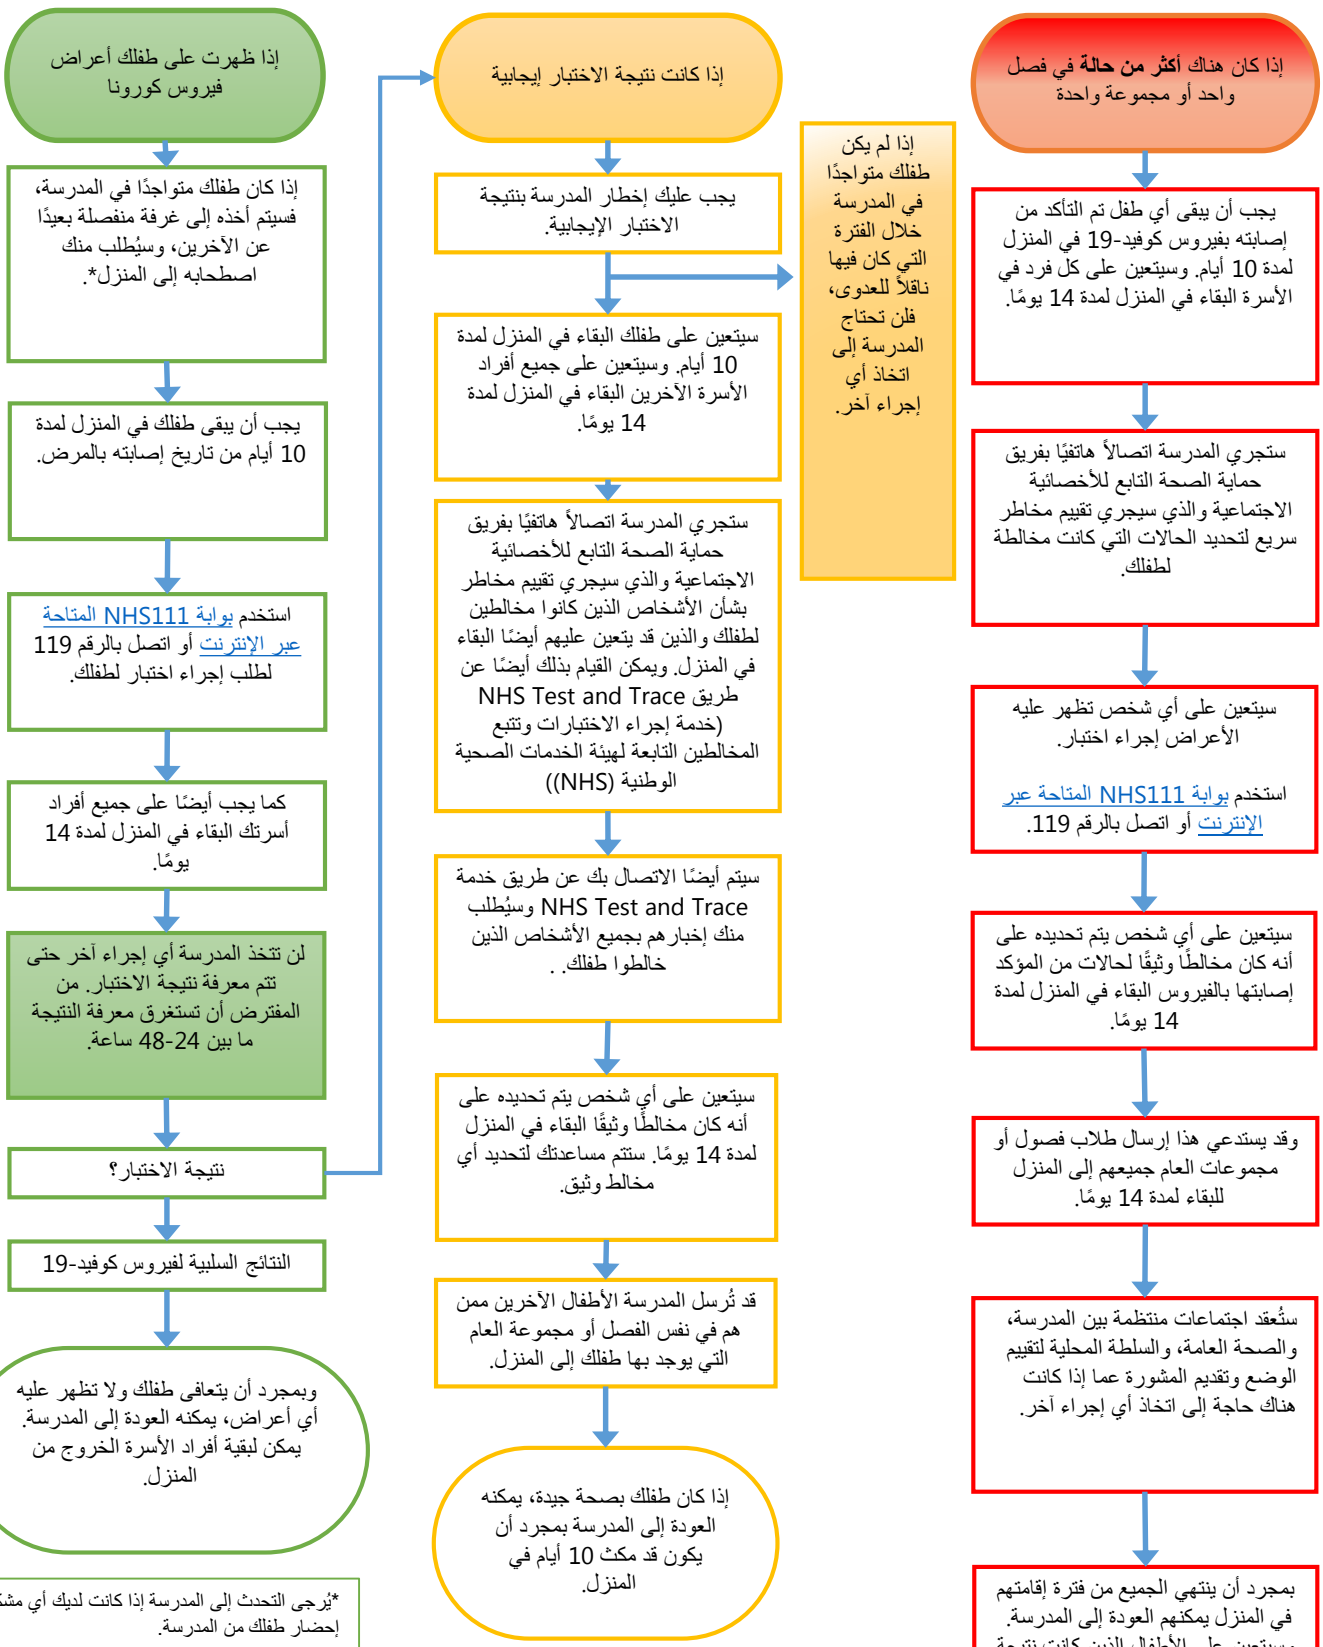 إذا ظهرت على طفلك أعراض
فيروس كورونا
إذا كان طفلك متواجدًا في المدرسة،
فسيتم أخذه إلى غرفة منفصلة بعيدًا
عن الآخرين، وسيُطلب منك
اصطحابه إلى المنزل*.
يجب أن يبقى طفلك في المنزل لمدة
10 أيام من تاريخ إصابته بالمرض.
استخدم بوابة NHS111 المتاحة
عبر الإنترنت أو اتصل بالرقم 119
لطلب إجراء اختبار لطفلك.
كما يجب أيضًا على جميع أفراد
أسرتك البقاء في المنزل لمدة 14
يومًا.
لن تتخذ المدرسة أي إجراء آخر حتى
تتم معرفة نتيجة الاختبار. من
المفترض أن تستغرق معرفة النتيجة
ما بين 24-48 ساعة.
نتيجة الاختبار؟
النتائج السلبية لفيروس كوفيد-19
وبمجرد أن يتعافى طفلك ولا تظهر عليه
أي أعراض، يمكنه العودة إلى المدرسة.
يمكن لبقية أفراد الأسرة الخروج من
المنزل.
*يُرجى التحدث إلى المدرسة إذا كانت لديك أي
إحضار طفلك من المدرسة.
إذا كانت نتيجة الاختبار إيجابية
يجب عليك إخطار المدرسة بنتيجة
الاختبار الإيجابية.
إذا لم يكن
طفلك متواجدًا
في المدرسة
خلال الفترة
التي كان فيها
ناقلاً للعدوى،
فلن تحتاج
المدرسة إلى
اتخاذ أي
إجراء آخر.
سيتعين على طفلك البقاء في المنزل لمدة
10 أيام. وسيتعين على جميع أفراد
الأسرة الآخرين البقاء في المنزل لمدة
14 يومًا.
ستجري المدرسة اتصالاً هاتفيًا بفريق
حماية الصحة التابع للأخصائية
الاجتماعية والذي سيجري تقييم مخاطر
بشأن الأشخاص الذين كانوا مخالطين
لطفلك والذين قد يتعين عليهم أيضًا البقاء
في المنزل. ويمكن القيام بذلك أيضًا عن
طريق NHS Test and Trace
(خدمة إجراء الاختبارات وتتبع
المخالطين التابعة لهيئة الخدمات الصحية
الوطنية (NHS))
سيتم أيضًا الاتصال بك عن طريق خدمة
NHS Test and Trace وسيُطلب
منك إخبارهم بجميع الأشخاص الذين
خالطوا طفلك. .
سيتعين على أي شخص يتم تحديده على
أنه كان مخالطًا وثيقًا البقاء في المنزل
لمدة 14 يومًا. ستتم مساعدتك لتحديد أي
مخالط وثيق.
قد تُرسل المدرسة الأطفال الآخرين ممن
هم في نفس الفصل أو مجموعة العام
التي يوجد بها طفلك إلى المنزل.
إذا كان طفلك بصحة جيدة، يمكنه
العودة إلى المدرسة بمجرد أن
يكون قد مكث 10 أيام في
المنزل.
إذا كان هناك أكثر من حالة في فصل
واحد أو مجموعة واحدة
يجب أن يبقى أي طفل تم التأكد من
إصابته بفيروس كوفيد-19 في المنزل
لمدة 10 أيام. وسيتعين على كل فرد في
الأسرة البقاء في المنزل لمدة 14 يومًا.
ستجري المدرسة اتصالاً هاتفيًا بفريق
حماية الصحة التابع للأخصائية
الاجتماعية والذي سيجري تقييم مخاطر
سريع لتحديد الحالات التي كانت مخالطة
لطفلك.
سيتعين على أي شخص تظهر عليه
الأعراض إجراء اختبار.
استخدم بوابة NHS111 المتاحة عبر
الإنترنت أو اتصل بالرقم 119.
سيتعين على أي شخص يتم تحديده على
أنه كان مخالطًا وثيقًا لحالات من المؤكد
إصابتها بالفيروس البقاء في المنزل لمدة
14 يومًا.
وقد يستدعي هذا إرسال طلاب فصول أو
مجموعات العام جميعهم إلى المنزل
للبقاء لمدة 14 يومًا.
ستُعقد اجتماعات منتظمة بين المدرسة،
والصحة العامة، والسلطة المحلية لتقييم
الوضع وتقديم المشورة عما إذا كانت
هناك حاجة إلى اتخاذ أي إجراء آخر.
بمجرد أن ينتهي الجميع من فترة إقامتهم
في المنزل يمكنهم العودة إلى المدرسة.
وسيتعين على الأطفال الذين كانت نتيجة